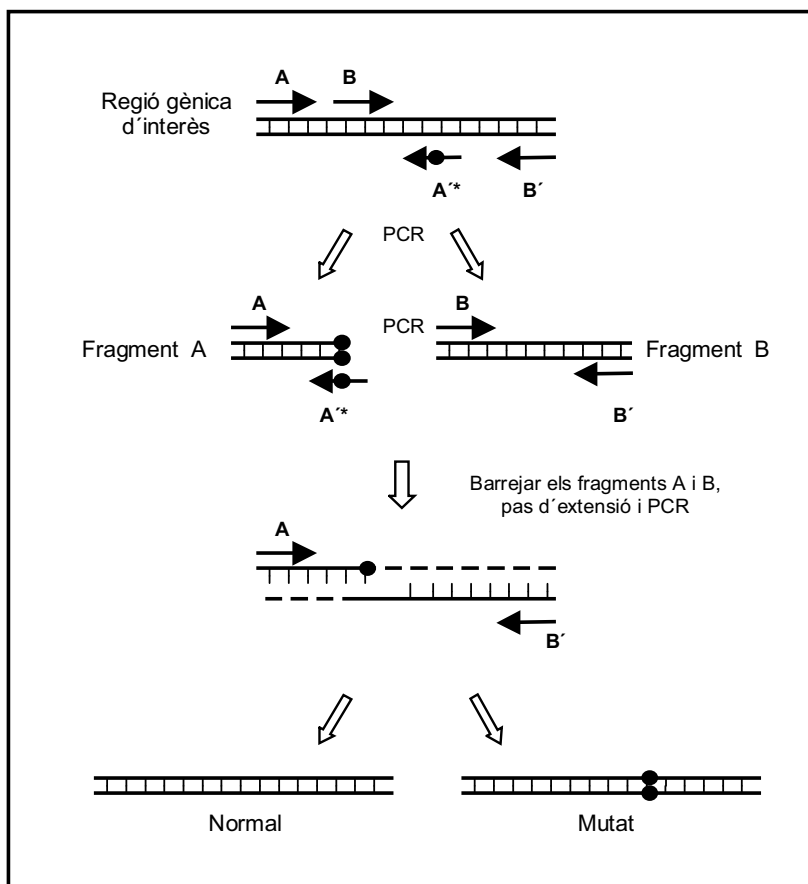 A B
Regió gènica
d´interès
A´* B´
PCR
A PCR B
Fragment A Fragment B
A´* B´
Barrejar els fragments A i B,
pas d´extensió i PCR
A
B´
Normal Mutat